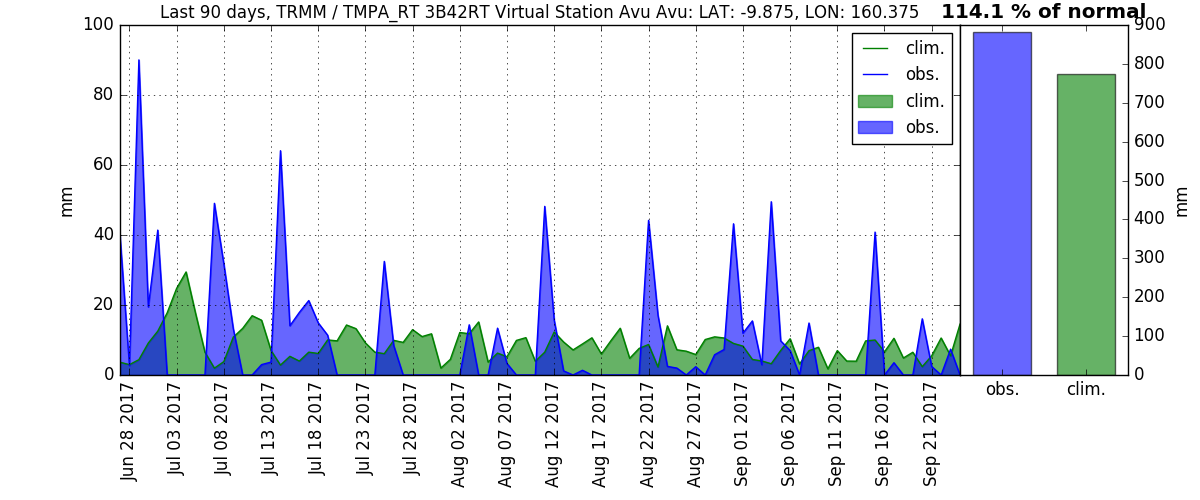 Last 90 days, TRMM / TMPA_RT 3B42RT Virtual Station Avu Avu: LAT: -9.875, LON: 160.375
114.1 % of normal
100
80
60
40
20
0
mm
clim.
obs.
clim.
obs.
900
800
700
600
500
400
300
200
100
0
mm
obs.
clim.
Jun 28 2017
Jul 03 2017
Jul 08 2017
Jul 13 2017
Jul 18 2017
Jul 23 2017
Jul 28 2017
Aug 02 2017
Aug 07 2017
Aug 12 2017
Aug 17 2017
Aug 22 2017
Aug 27 2017
Sep 01 2017
Sep 06 2017
Sep 11 2017
Sep 16 2017
Sep 21 2017